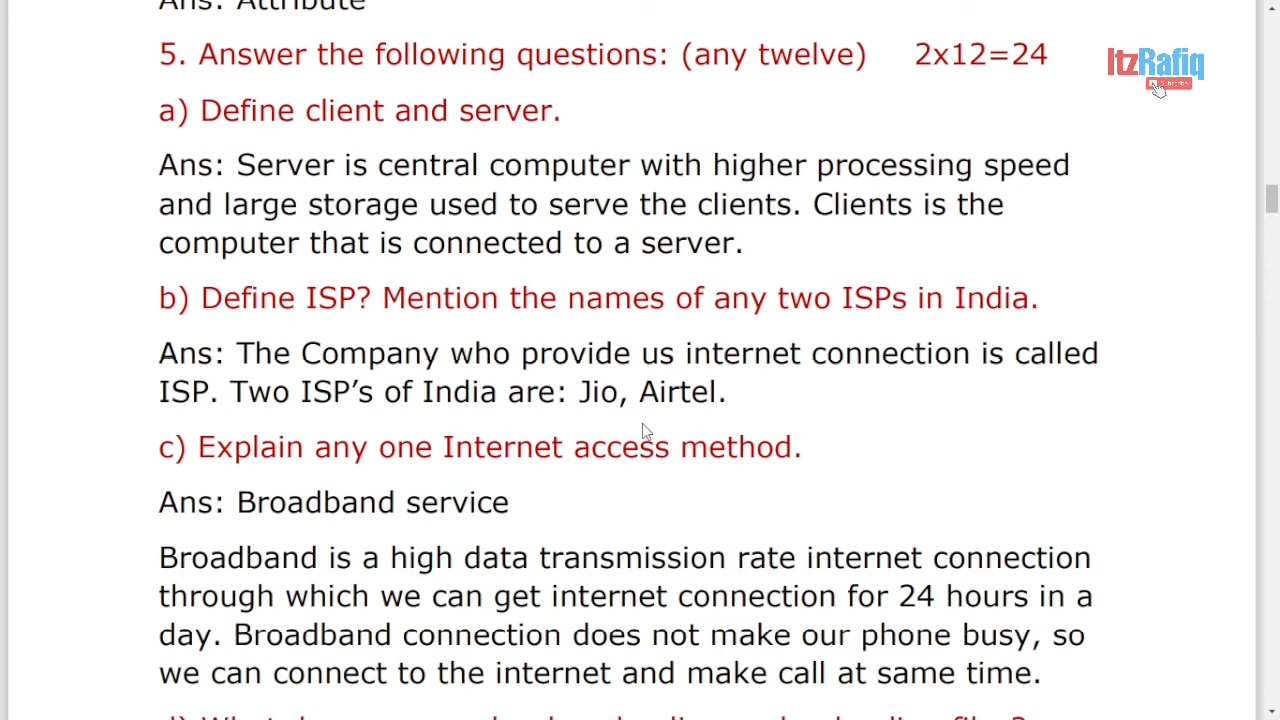 Ans: Attribute
5. Answer the following questions: (any twelve) 2x12=24
ItzRafiq
a) Define client and server.
Ans: Server is central computer with higher processing speed
and large storage used to serve the clients. Clients is the
computer that is connected to a server.
b) Define ISP? Mention the names of any two ISPs in India.
Ans: The Company who provide us internet connection is called
ISP. Two ISP’s of India are: Jio, Airtel.
c) Explain any one Internet access method.
Ans: Broadband service
Broadband is a high data transmission rate internet connection
through which we can get internet connection for 24 hours in a
day. Broadband connection does not make our phone busy, so
we can connect to the internet and make call at same time.